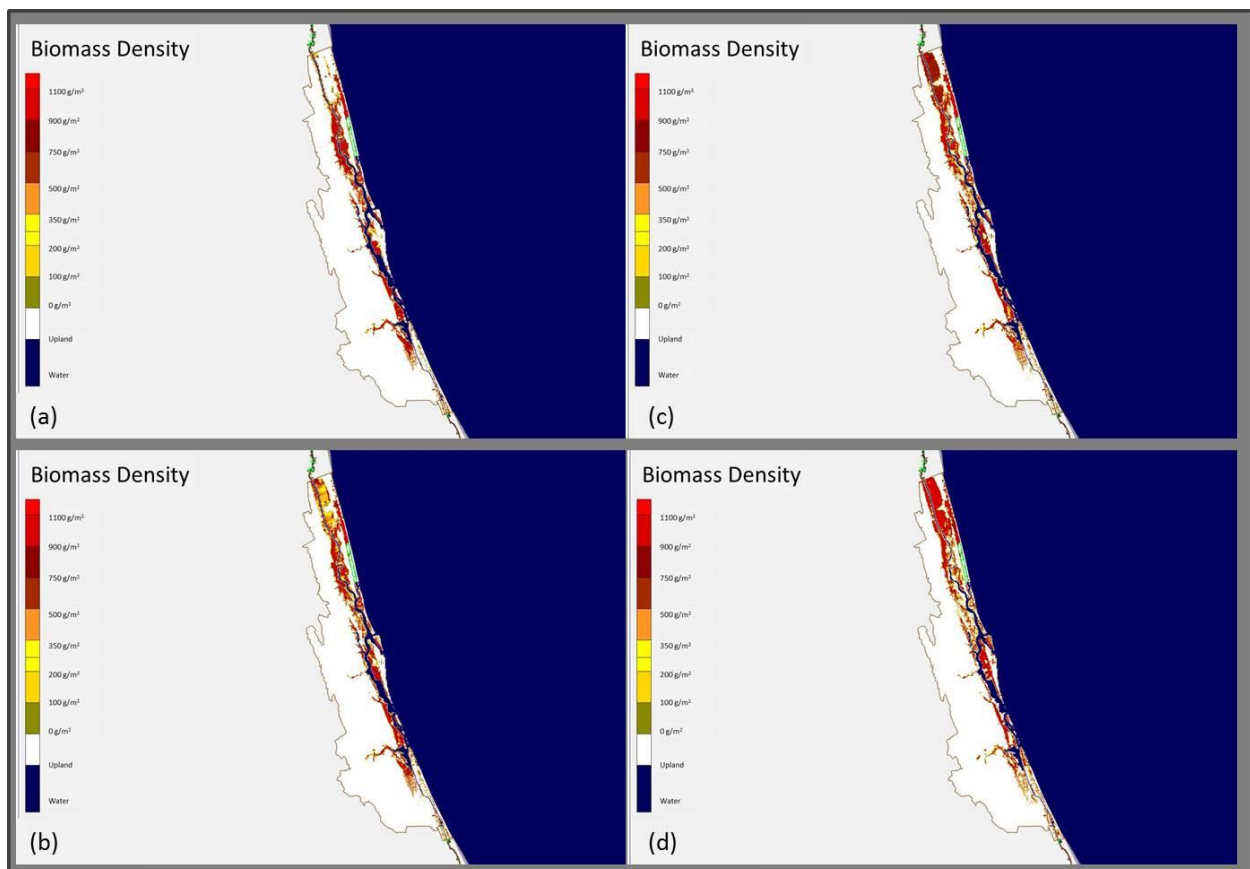 Biomass Density
1100 g/m²
900 g/m²
750 g/m²
500 g/m²
350 g/m²
200 g/m²
100 g/m²
0 g/m²
Upland
Water
(a)
Biomass Density
1100 g/m²
900 g/m²
750 g/m²
500 g/m²
350 g/m²
200 g/m²
100 g/m²
0 g/m²
Upland
Water
(c)
Biomass Density
1100 g/m²
900 g/m²
750 g/m²
500 g/m²
350 g/m²
200 g/m²
100 g/m²
0 g/m²
Upland
Water
(b)
Biomass Density
1100 g/m²
900 g/m²
750 g/m²
500 g/m²
350 g/m²
200 g/m²
100 g/m²
0 g/m²
Upland
Water
(d)